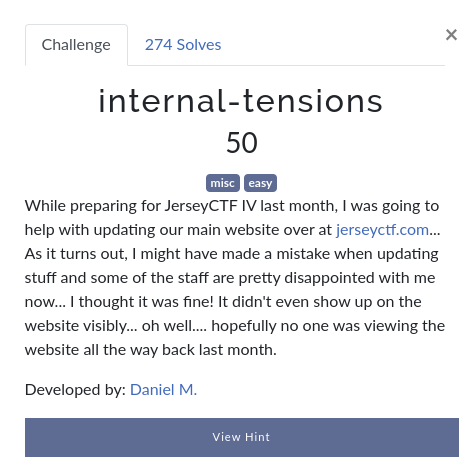 Challenge
274 Solves
×
internal-tensions
50
misc easy
While preparing for JerseyCTF IV last month, I was going to
help with updating our main website over at jerseyctf.com...
As it turns out, I might have made a mistake when updating
stuff and some of the staff are pretty disappointed with me
now... I thought it was fine! It didn't even show up on the
website visibly... oh well.... hopefully no one was viewing the
website all the way back last month.
Developed by: Daniel M.
View Hint